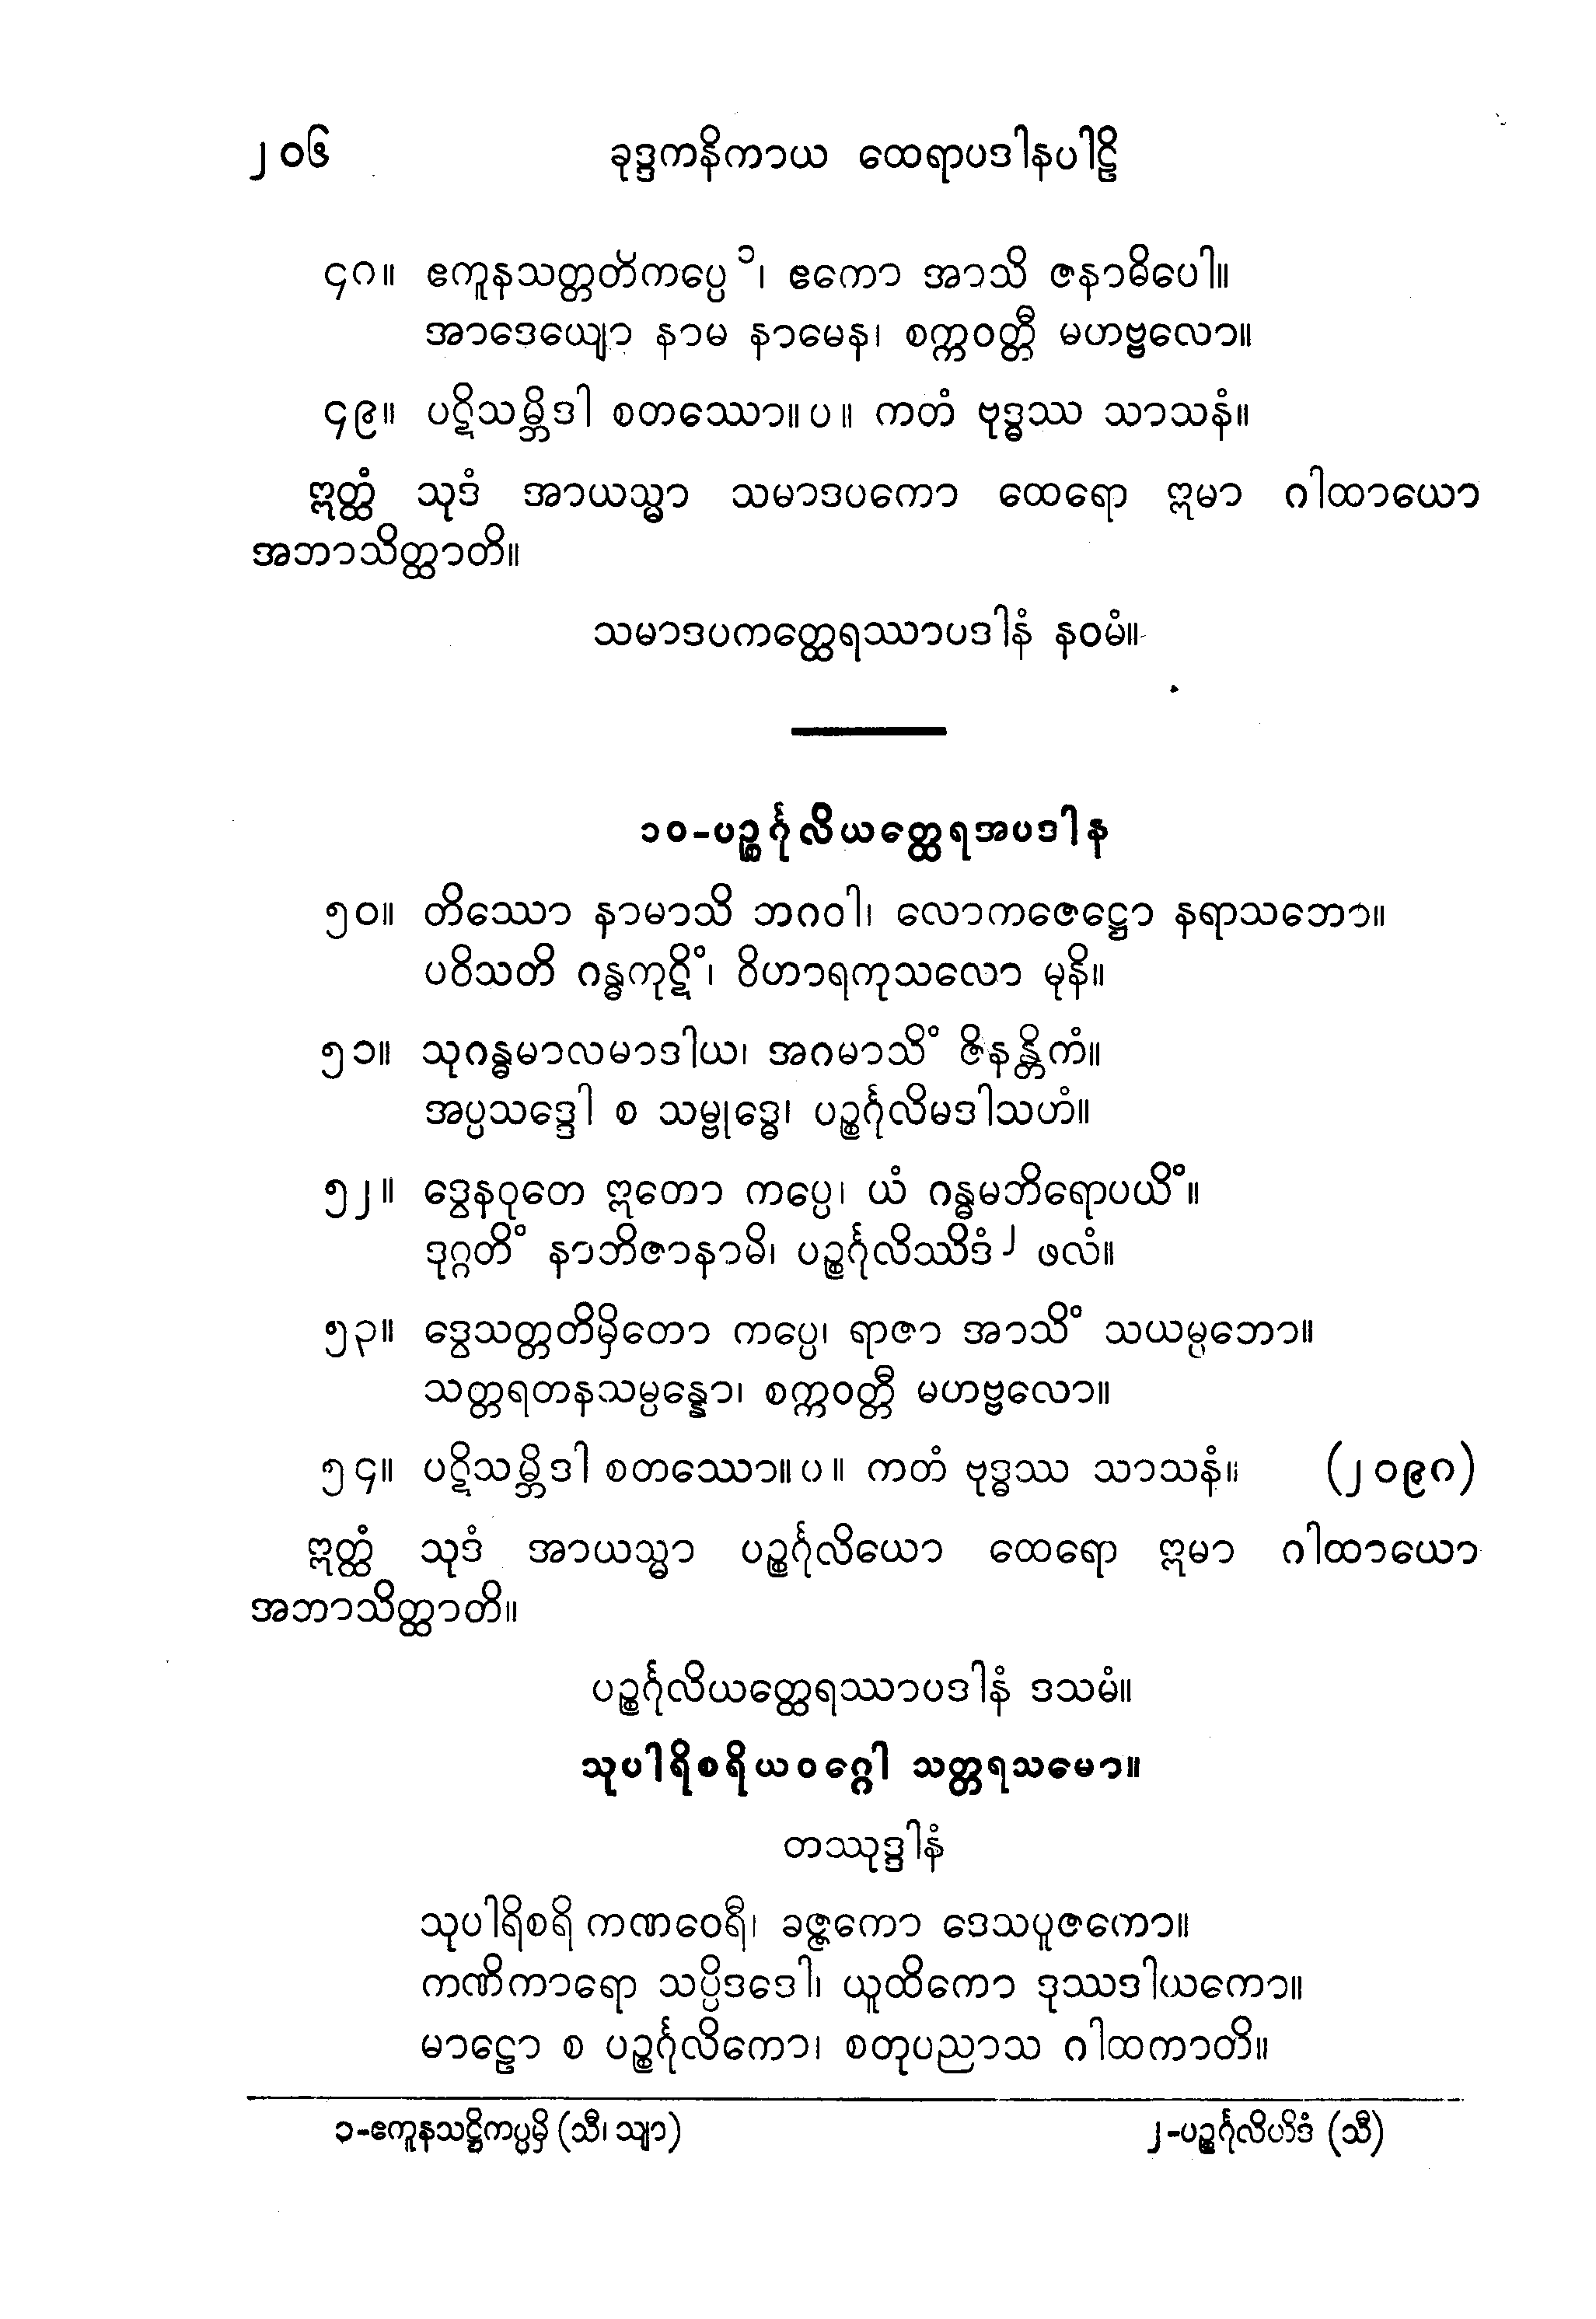 ၂၀၆ ခုဒ္ဒကနိကာယ ထေရာပဒါနပါဠိ
၄၈။ ဧကူနသတ္တတိကပ္ပေ၁၊ ဧကော အာသိ ဇနာဓိပေါ။
အာဒေယျော နာမ နာမေန၊ စက္ကဝတ္တီ မဟဗ္ဗလော။
၄၉။ ပဋိသမ္ဘိဒါ စတဿော။ပ။ ကတံ ဗုဒ္ဓဿ သာသနံ။
ဣတ္ထံ သုဒံ အာယသ္မာ သမာဒပကော ထေရော ဣမာ ဂါထာယော
အဘာသိတ္ထာတိ။
သမာဒပကတ္ထေရဿာပဒါနံ နဝမံ။
၁၀-ပဉ္စင်္ဂုလိယတ္ထေရအပဒါန
၅၀။ တိဿော နာမာသိ ဘဂဝါ၊ လောကဇေဋ္ဌော နရာသဘော။
ပဝိသတိ ဂန္ဓကုဋိံ၊ ဝိဟာရကုသလော မုနိ။
၅၁။ သုဂန္ဓမာလမာဒါယ၊ အဂမာသိံ ဇိနန္တိကံ။
အပ္ပသဒ္ဒေါ စ သမ္ဗုဒ္ဓေ၊ ပဉ္စင်္ဂုလိမဒါသဟံ။
၅၂။ ဒွေနဝုတေ ဣတော ကပ္ပေ၊ ယံ ဂန္ဓမဘိရောပယိံ။
ဒုဂ္ဂတိံ နာဘိဇာနာမိ၊ ပဉ္စင်္ဂုလိဿိဒံ၂ ဖလံ။
၅၃။ ဒွေသတ္တတိမှိတော ကပ္ပေ၊ ရာဇာ အာသိံ သယမ္ပဘော။
သတ္တရတနသမ္ပန္နော၊ စက္ကဝတ္တီ မဟဗ္ဗလော။
၅၄။ ပဋိသမ္ဘိဒါ စတဿော။ပ။ ကတံ ဗုဒ္ဓဿ သာသနံ။ (၂၀၉၈)
ဣတ္ထံ သုဒံ အာယသ္မာ ပဉ္စင်္ဂုလိယော ထေရော ဣမာ ဂါထာယော
အဘာသိတ္ထာတိ။
ပဉ္စင်္ဂုလိယတ္ထေရဿာပဒါနံ ဒသမံ။
သုပါရိစရိယဝဂ္ဂေါ သတ္တရသမော။
တဿုဒ္ဒါနံ
သုပါရိစရိ ကဏဝေရီ၊ ခဇ္ဇကော ဒေသပူဇကော။
ကဏိကာရော သပ္ပိဒဒေါ၊ ယူထိကော ဒုဿဒါယကော။
မာဠော စ ပဉ္စင်္ဂုလိကော၊ စတုပညာသ ဂါထကာတိ။
၁-ဧကူနသဋ္ဌိကပ္ပမှိ (သီ၊ သျာ) ၂-ပဉ္စင်္ဂုလိဟိဒံ (သီ)